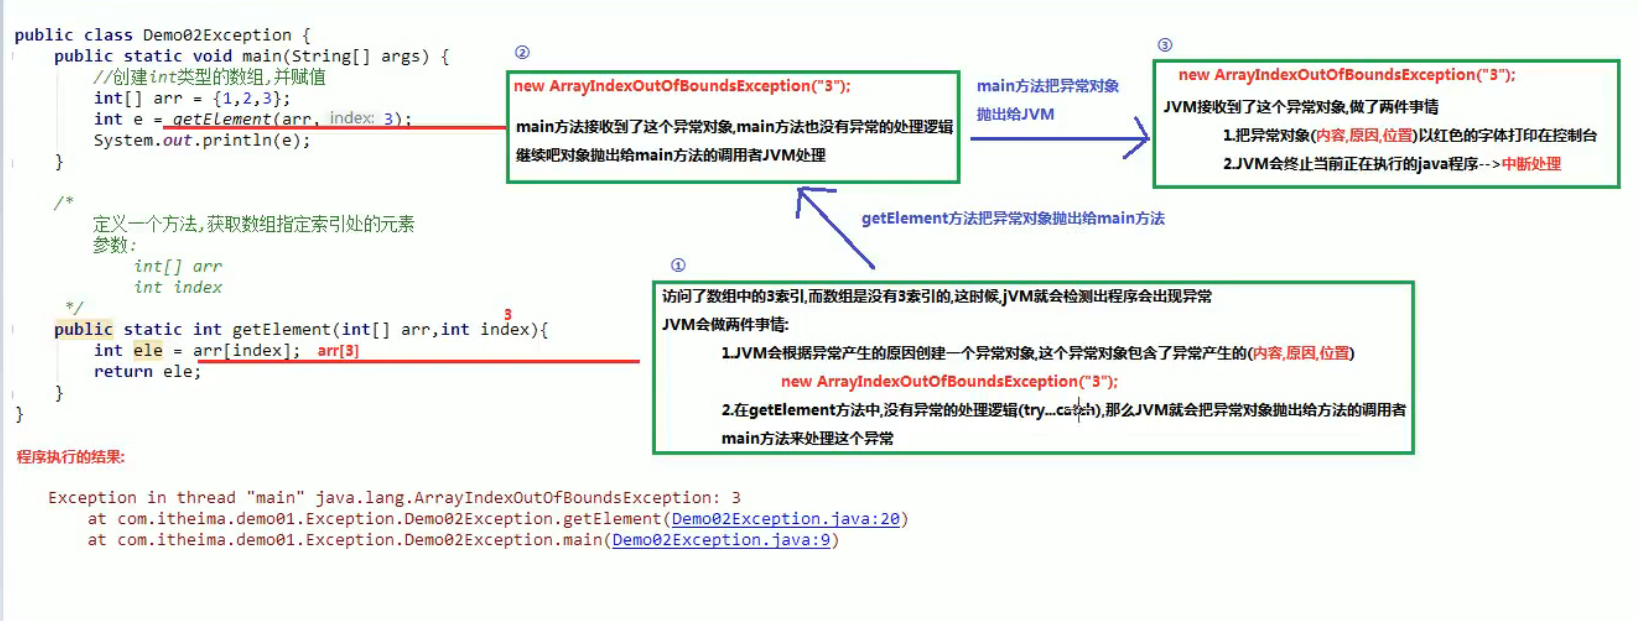 public class Demo02Exception {
public static void main(String[] args) {
//创建int类型的数组,并赋值
int[] arr = {1,2,3};
int e = getElement(arr, index: 3);
System.out.println(e);
}
/*
定义一个方法,获取数组指定索引处的元素
参数:
int[] arr
int index
*/
3
public static int getElement(int[] arr,int index){
int ele = arr[index]; arr[3]
return ele;
}
}
②
new ArrayIndexOutOfBoundsException("3");
main方法接收到了这个异常对象,main方法也没有异常的处理逻辑
继续吧对象抛出给main方法的调用者JVM处理
main方法把异常对象
抛出给JVM
③
new ArrayIndexOutOfBoundsException("3");
JVM接收到了这个异常对象,做了两件事情
1.把异常对象(内容,原因,位置)以红色的字体打印在控制台
2.JVM会终止当前正在执行的java程序-->中断处理
getElement方法把异常对象抛出给main方法
①
访问了数组中的3索引,而数组是没有3索引的,这时候,jVM就会检测出程序会出现异常
JVM会做两件事情:
1.JVM会根据异常产生的原因创建一个异常对象,这个异常对象包含了异常产生的(内容,原因,位置)
new ArrayIndexOutOfBoundsException("3");
2.在getElement方法中,没有异常的处理逻辑(try...catch),那么JVM就会把异常对象抛出给方法的调用者
main方法来处理这个异常
程序执行的结果:
Exception in thread "main" java.lang.ArrayIndexOutOfBoundsException: 3
at com.itheima.demo01.Exception.Demo02Exception.getElement(Demo02Exception.java:20)
at com.itheima.demo01.Exception.Demo02Exception.main(Demo02Exception.java:9)